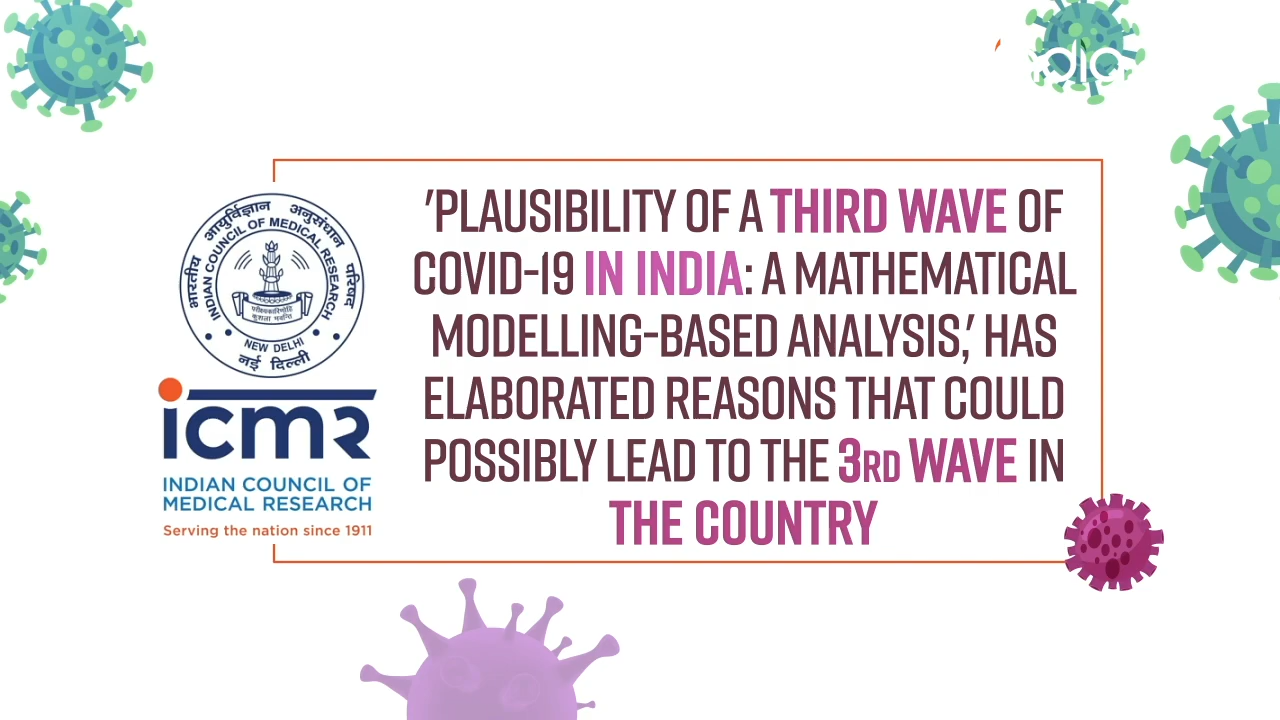 भारतीय आयुर्विज्ञान अनुसंधान परिषद
INDIAN COUNCIL OF MEDICAL RESEARCH
NEW DELHI
नई दिल्ली
icmr
INDIAN COUNCIL OF
MEDICAL RESEARCH
Serving the nation since 1911
'PLAUSIBILITY OF A THIRD WAVE OF
COVID-19 IN INDIA: A MATHEMATICAL
MODELLING-BASED ANALYSIS,' HAS
ELABORATED REASONS THAT COULD
POSSIBLY LEAD TO THE 3RD WAVE IN
THE COUNTRY